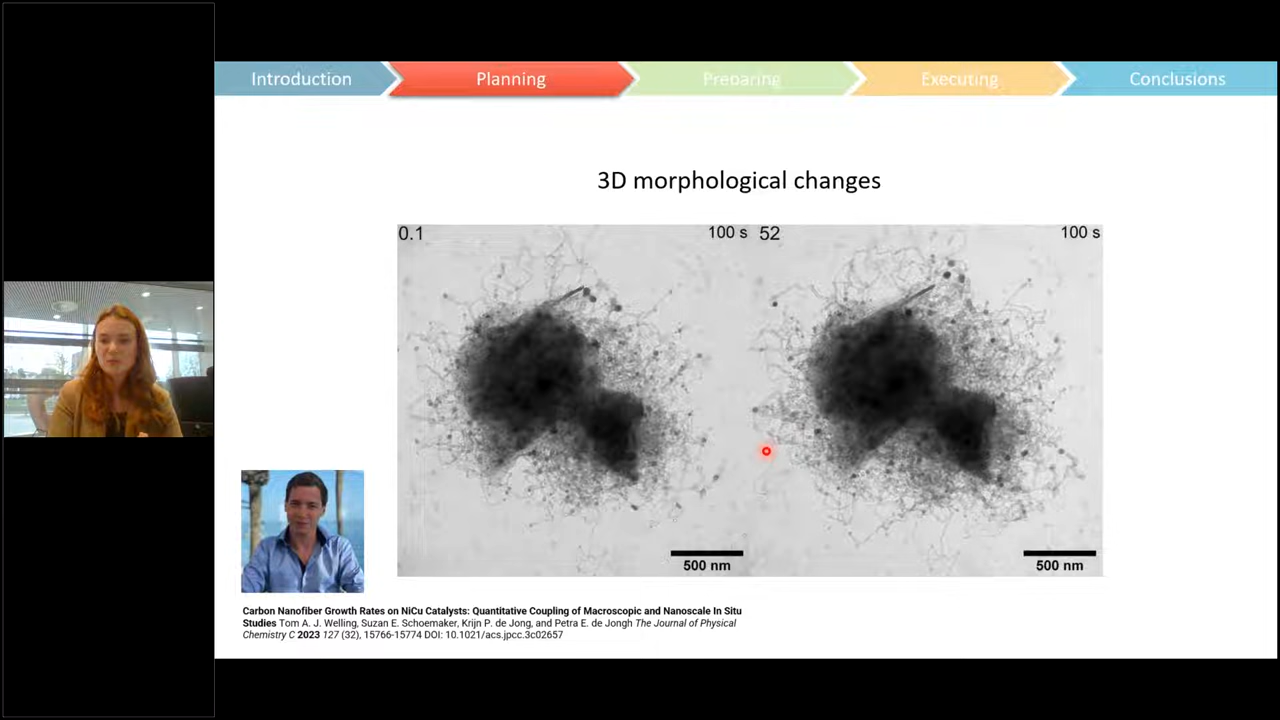 Introduction
Planning
Preparing
Executing
Conclusions
3D morphological changes
0.1
100 s
52
100 s
500 nm
500 nm
Carbon Nanofiber Growth Rates on NiCu Catalysts: Quantitative Coupling of Macroscopic and Nanoscale In Situ
Studies Tom A. J. Welling, Suzan E. Schoemaker, Krijn P. de Jong, and Petra E. de Jongh The Journal of Physical
Chemistry C 2023 127 (32), 15766-15774 DOI: 10.1021/acs.jpcc.3c02657